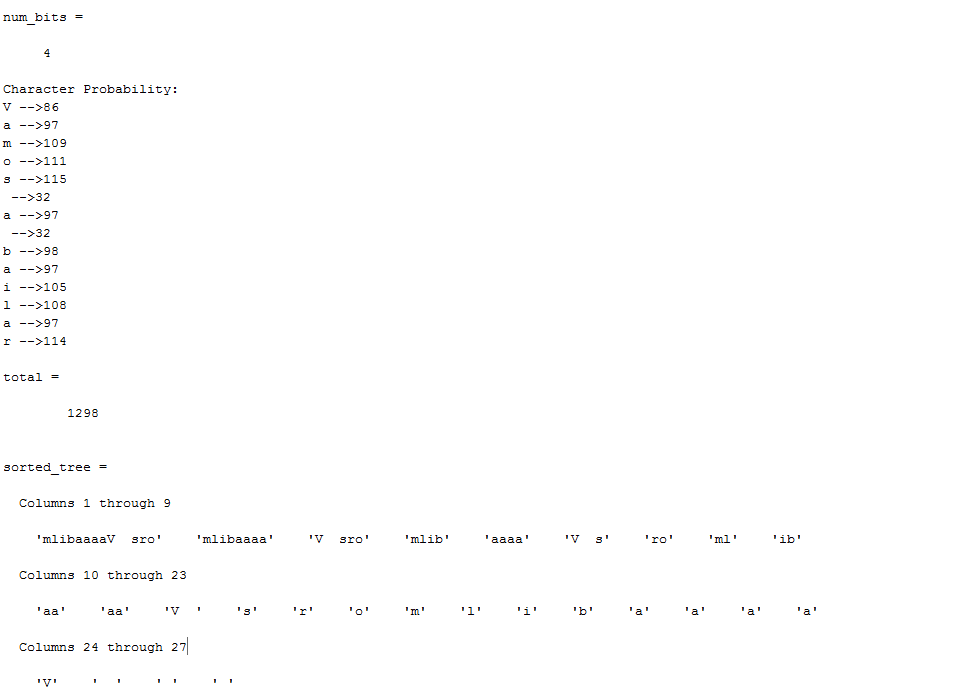 num_bits =
4
Character Probability:
V -->86
a -->97
m -->109
o -->111
s -->115
-->32
a -->97
-->32
b -->98
a -->97
i -->105
l -->108
a -->97
r -->114
total =
1298
sorted_tree =
Columns 1 through 9
'mlibaaaaV  sro'    'mlibaaaa'    'V  sro'    'mlib'    'aaaa'    'V  s'    'ro'    'ml'    'ib'
Columns 10 through 23
'aa'    'aa'    'V  '    's'    'r'    'o'    'm'    'l'    'i'    'b'    'a'    'a'    'a'    'a'
Columns 24 through 27
'V'    '  '    ' '    ' '